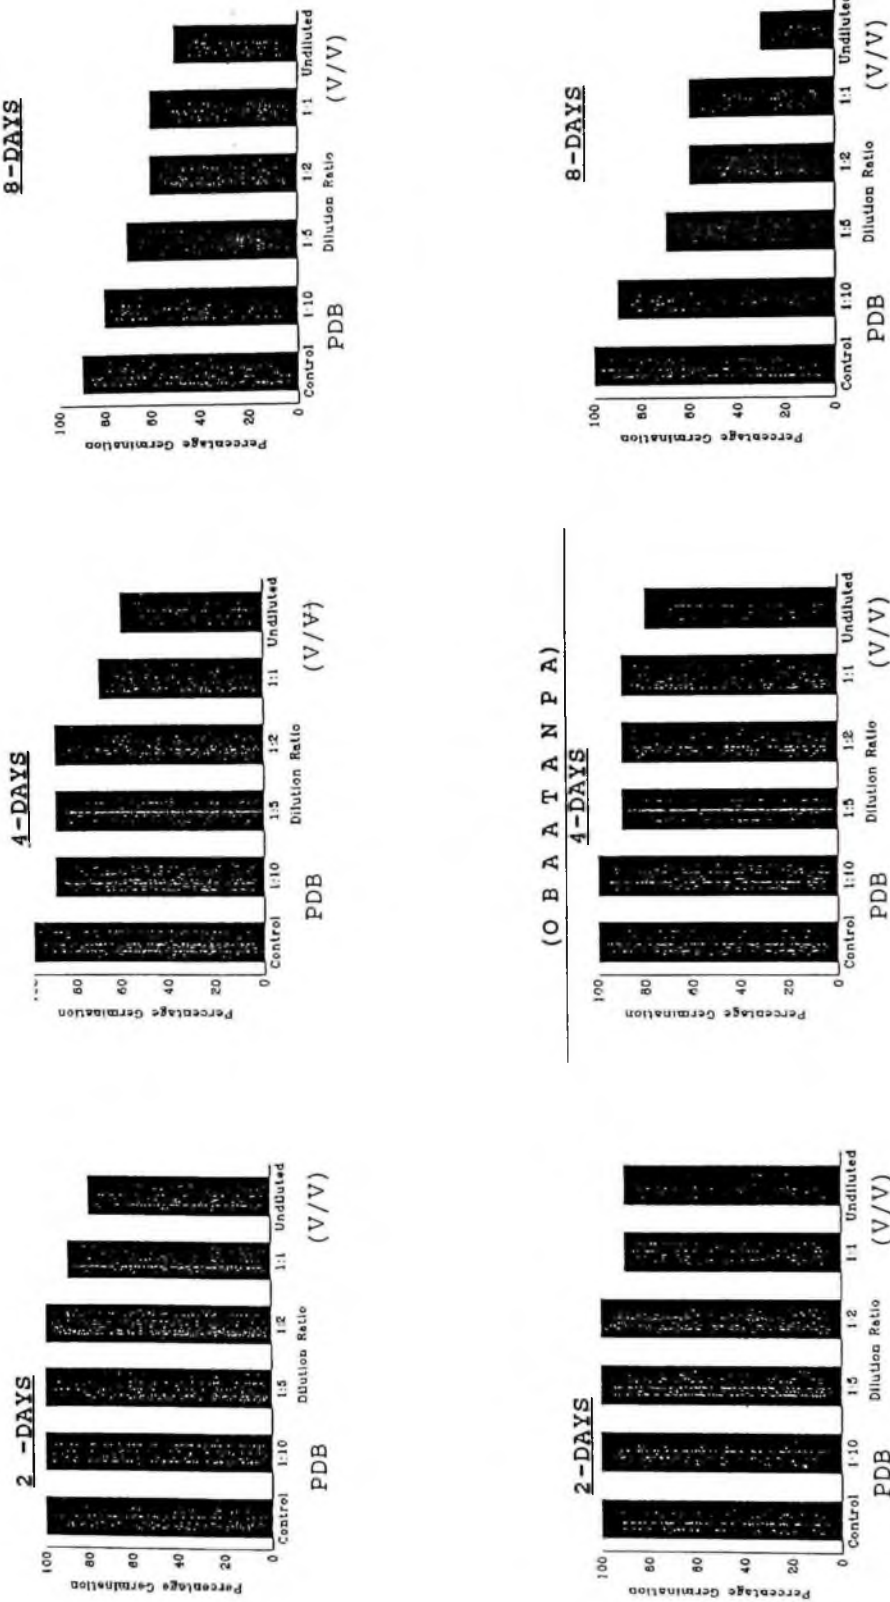 2 -DAYS
Percentage Germination
100
80
60
40
20
0
Control 1:10 1:5 1:2 1:1 Undiluted
Dilution Ratio
PDB (V/V)
4-DAYS
Percentage Germination
80
60
40
20
0
Control 1:10 1:5 1:2 1:1 Undiluted
Dilution Ratio
PDB (V/V)
8-DAYS
Percentage Germination
100
80
60
40
20
0
Control 1:10 1:5 1:2 1:1 Undiluted
Dilution Ratio
PDB (V/V)
(O B A A T A N P A)
2-DAYS
Percentage Germination
100
80
60
40
20
0
Control 1:10 1:5 1:2 1:1 Undiluted
Dilution Ratio
PDB (V/V)
4-DAYS
Percentage Germination
100
80
60
40
20
0
Control 1:10 1:5 1:2 1:1 Undiluted
Dilution Ratio
PDB (V/V)
8-DAYS
Percentage Germination
100
80
60
40
20
0
Control 1:10 1:5 1:2 1:1 Undiluted
Dilution Ratio
PDB (V/V)